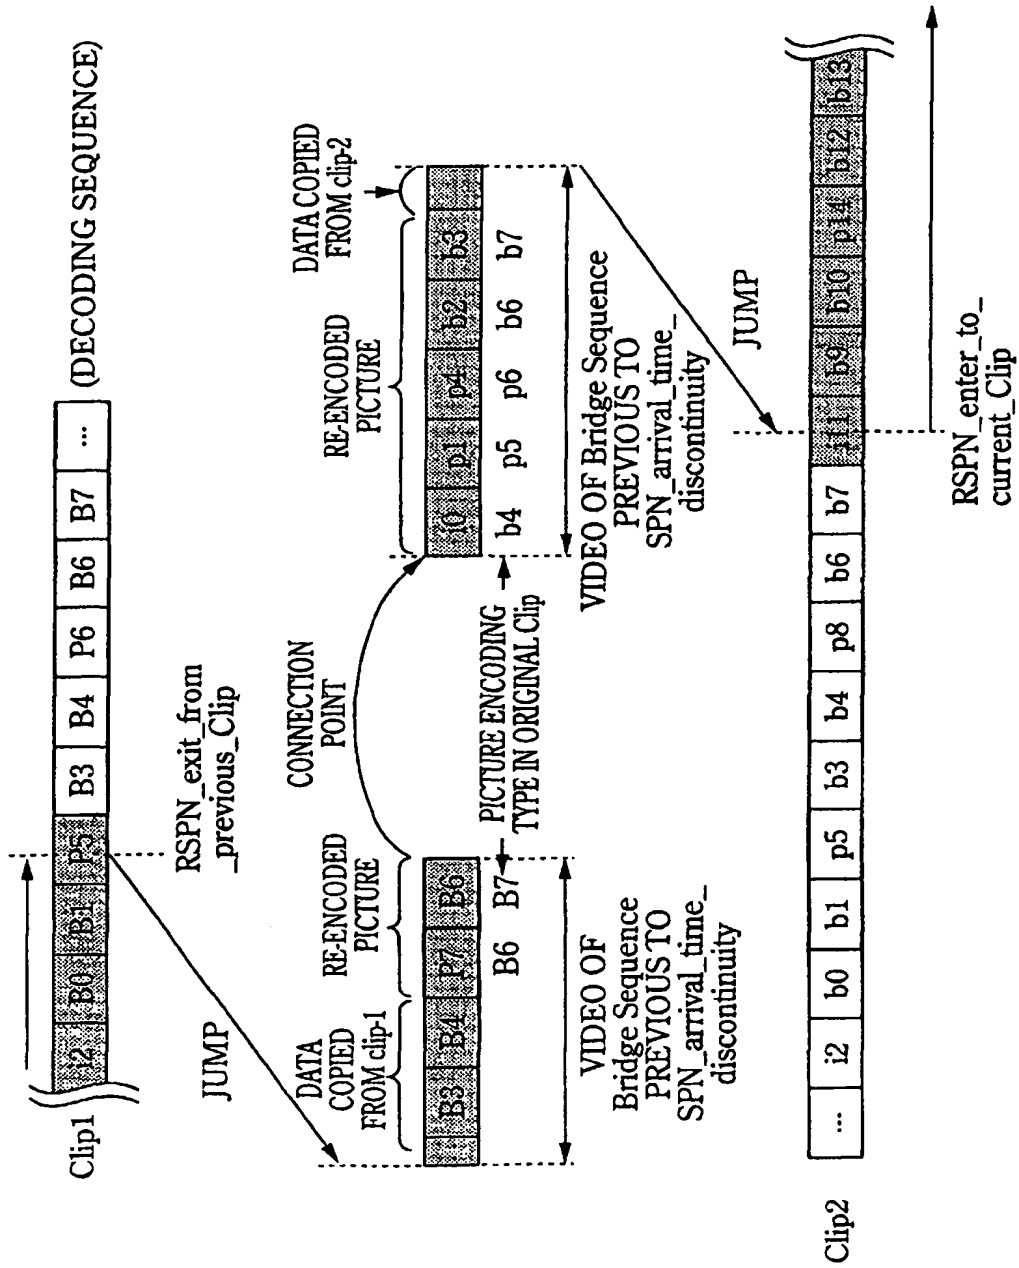 Clip1
i2 B0 B1 P5 B3 B4 P6 B6 B7 ...
(DECODING SEQUENCE)
JUMP
RSPN_exit_from
_previous_Clip
DATA
COPIED
FROM clip-1
RE-ENCODED
PICTURE
CONNECTION
POINT
RE-ENCODED
PICTURE
DATA COPIED
FROM clip-2
B3 B4 P7 B6
B6 B7
PICTURE ENCODING
TYPE IN ORIGINAL Clip
i0 p1 p4 b2 b3
b4 p5 p6 b6 b7
VIDEO OF
Bridge Sequence
PREVIOUS TO
SPN_arrival_time_
discontinuity
VIDEO OF Bridge Sequence
PREVIOUS TO
SPN_arrival_time_
discontinuity
JUMP
Clip2
... i2 b0 b1 p5 b3 b4 p8 b6 b7 i11 b9 b10 p14 b12 b13
RSPN_enter_to_
current_Clip